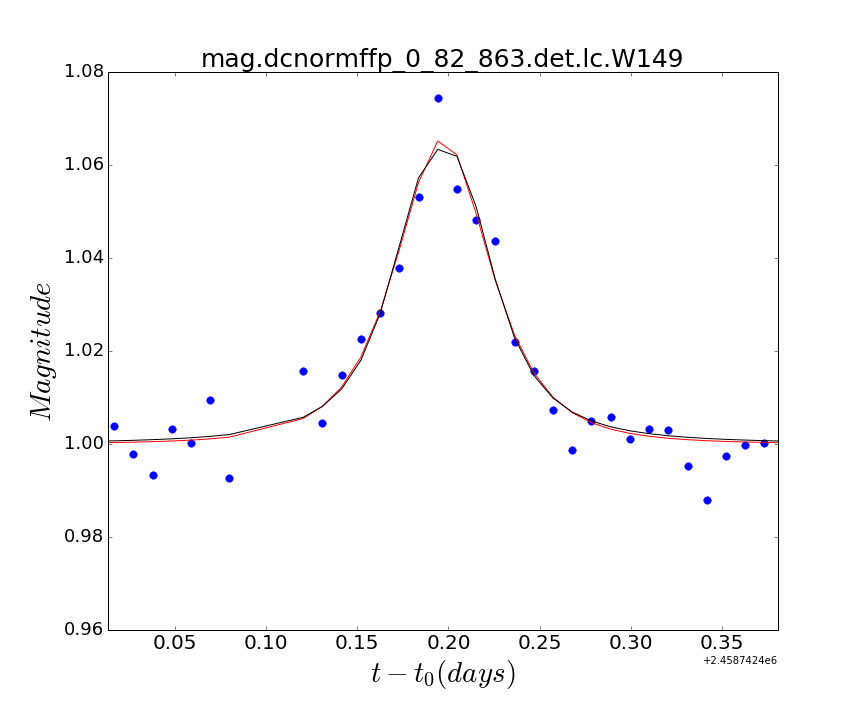 mag.dcnormffp_0_82_863.det.lc.W149
1.08
1.06
1.04
1.02
1.00
0.98
0.96
Magnitude
0.05 0.10 0.15 0.20 0.25 0.30 0.35
+2.4587424e6
t − t₀(days)